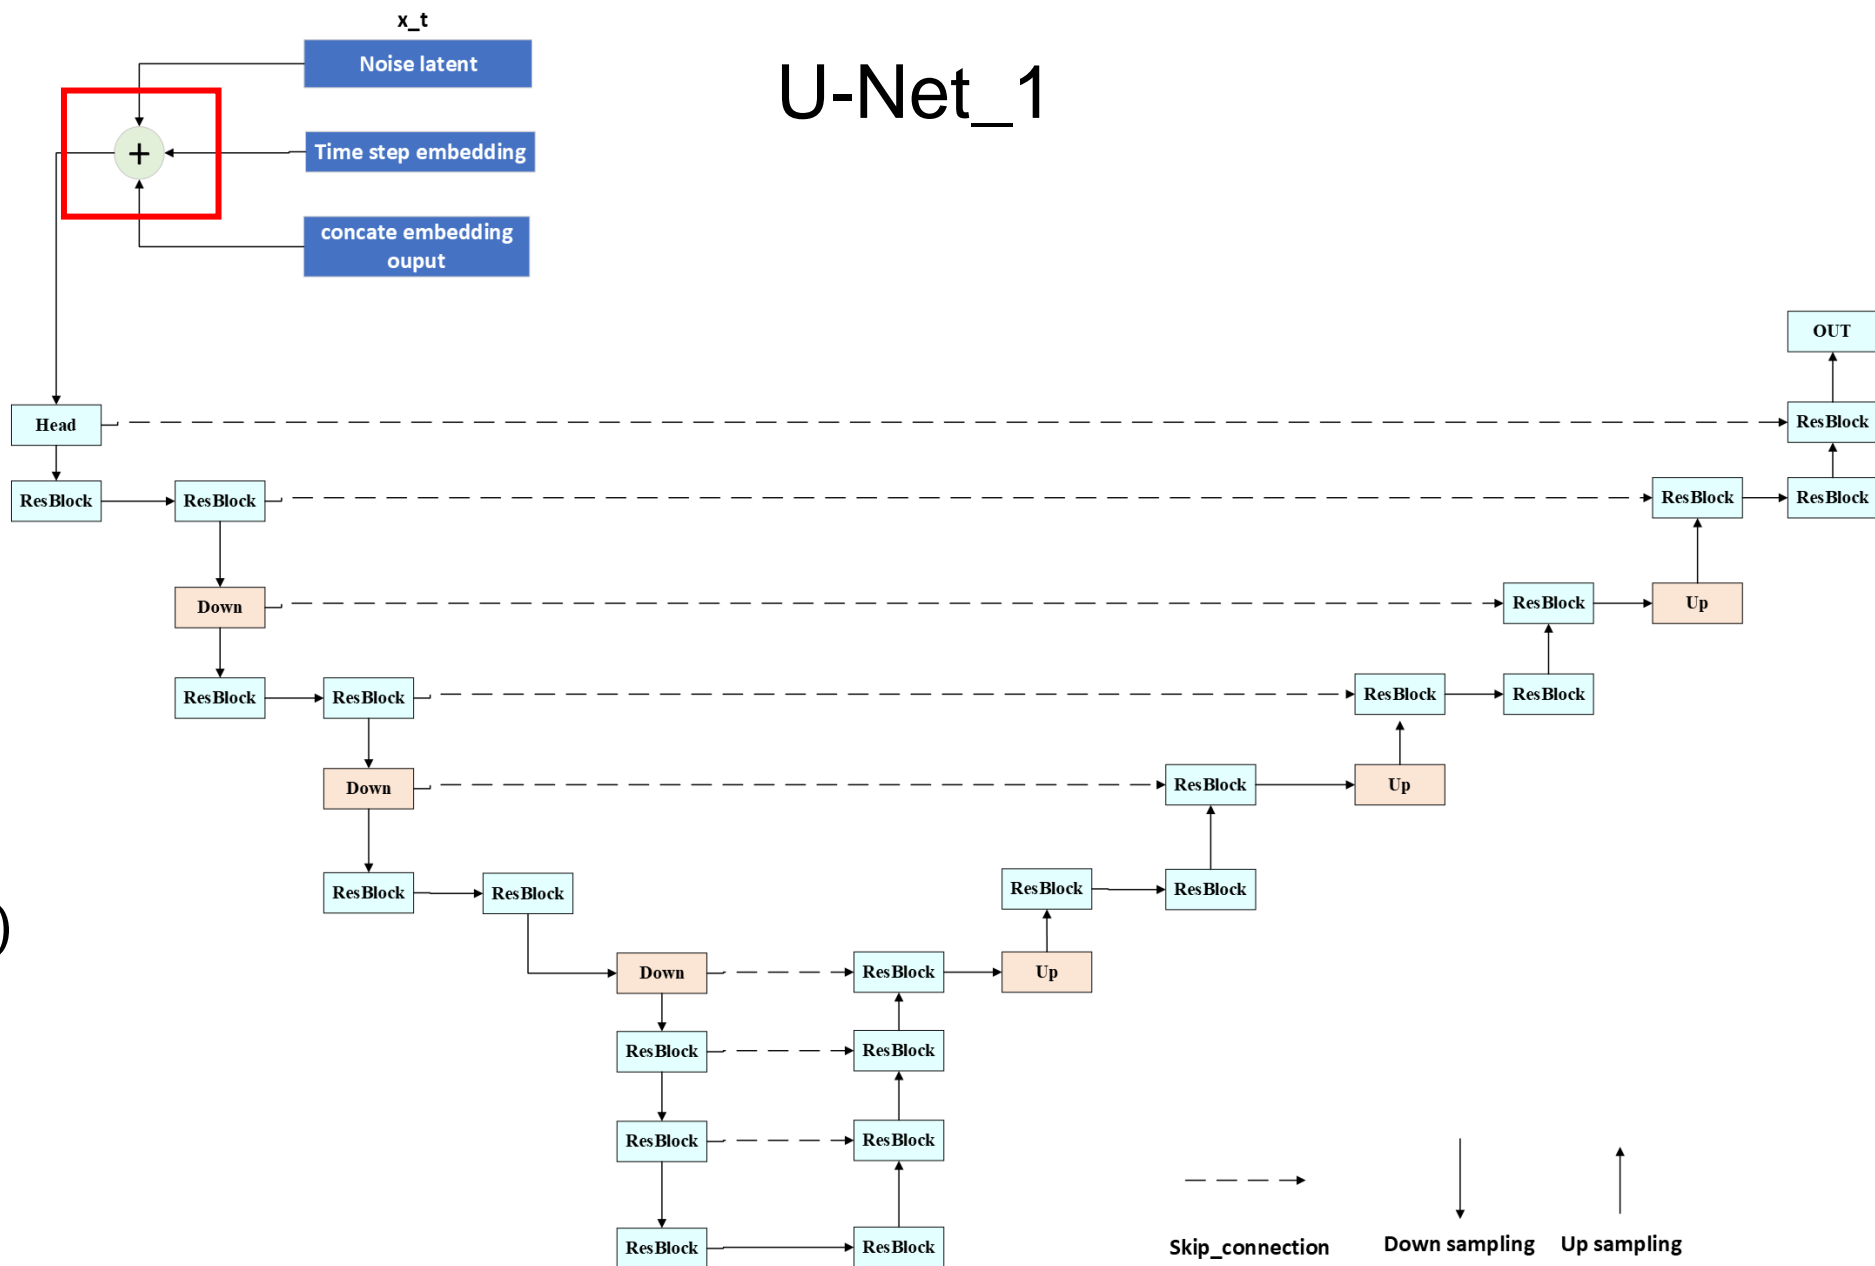 x_t
Noise latent
U-Net_1
+
Time step embedding
concate embedding
ouput
OUT
Head
ResBlock
ResBlock
ResBlock
ResBlock
ResBlock
Down
ResBlock
Up
ResBlock
ResBlock
ResBlock
ResBlock
Down
ResBlock
Up
ResBlock
ResBlock
ResBlock
ResBlock
)
Down
ResBlock
Up
ResBlock
ResBlock
ResBlock
ResBlock
ResBlock
ResBlock
Skip_connection
Down sampling
Up sampling